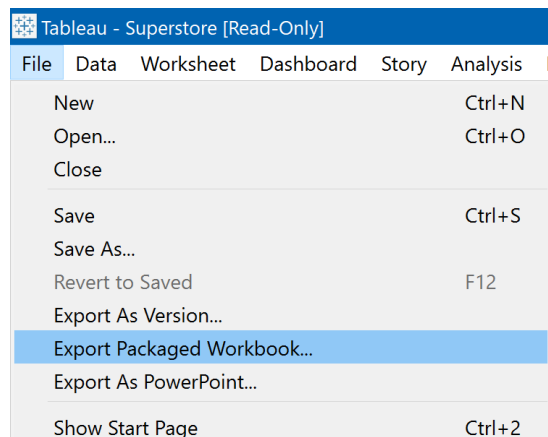 Tableau - Superstore [Read-Only]
File Data Worksheet Dashboard Story Analysis
New Ctrl+N
Open... Ctrl+O
Close
Save Ctrl+S
Save As...
Revert to Saved F12
Export As Version...
Export Packaged Workbook...
Export As PowerPoint...
Show Start Page Ctrl+2